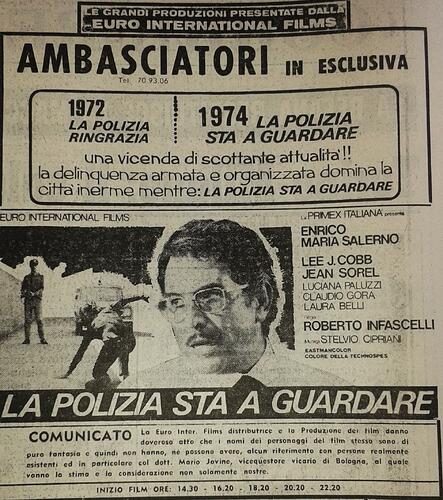 LE GRANDI PRODUZIONI PRESENTATE DALLA
EURO INTERNATIONAL FILMS
AMBASCIATORI IN ESCLUSIVA
Tel. 70.93.06
1972
LA POLIZIA
RINGRAZIA
1974 LA POLIZIA
STA A GUARDARE
una vicenda di scottante attualità!!
la delinquenza armata e organizzata domina la
città inerme mentre: LA POLIZIA STA A GUARDARE
EURO INTERNATIONAL FILMS
La PRIMEX ITALIANA presenta
ENRICO
MARIA SALERNO
LEE J. COBB
JEAN SOREL
LUCIANA PALUZZI
CLAUDIO GORA
LAURA BELLI
Regia
ROBERTO INFASCELLI
Musica STELVIO CIPRIANI
EASTMANCOLOR
COLORE DELLA TECHNOSPES
LA POLIZIA STA A GUARDARE
COMUNICATO La Euro Inter. Films distributrice e la Produzione dei film danno
doveroso atto che i nomi dei personaggi del film stesso sono di
pura fantasia e quindi non hanno, né possono avere, alcun riferimento con persone realmente
esistenti ed in particolare col dott. Mario Jovine, vicequestore vicario di Bologna, al quale
vanno la stima e la considerazione non solamente nostre.
INIZIO FILM ORE: 14.30 - 16.20 - 18.20 - 20.20 - 22.20